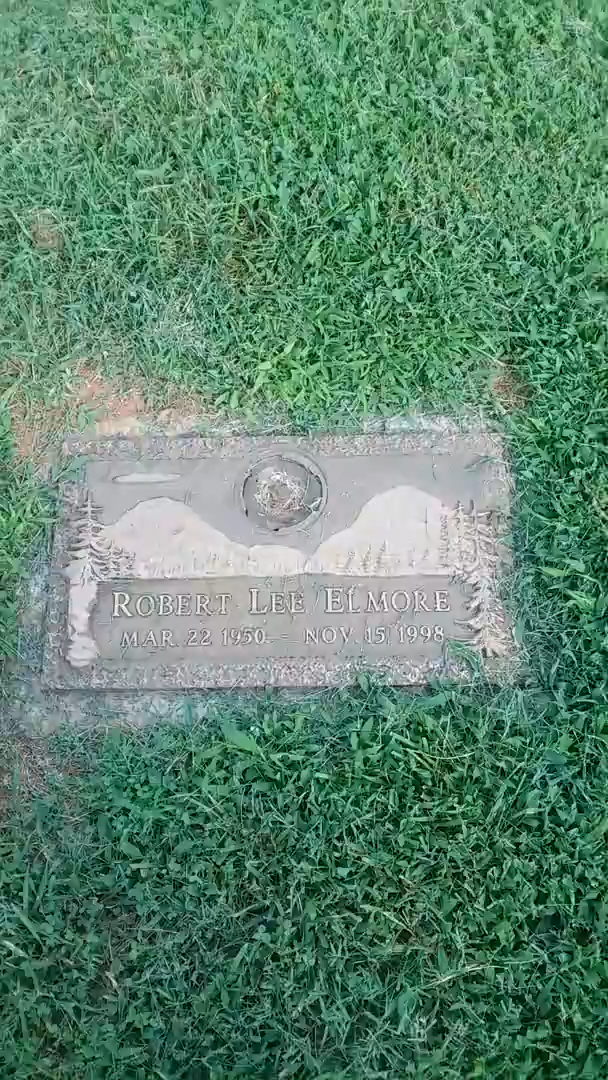 ROBERT LEE ELMORE
MAR. 22 1950 — NOV. 15, 1998